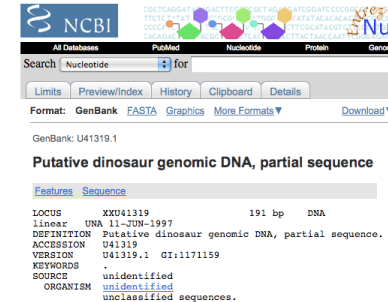 NCBI
Entrez
Nu
All Databases PubMed Nucleotide Protein Geno
Search Nucleotide for
Limits Preview/Index History Clipboard Details
Format: GenBank FASTA Graphics More Formats▼ Download▼
GenBank: U41319.1
Putative dinosaur genomic DNA, partial sequence
Features Sequence
LOCUS XXU41319 191 bp DNA
linear UNA 11-JUN-1997
DEFINITION Putative dinosaur genomic DNA, partial sequence.
ACCESSION U41319
VERSION U41319.1 GI:1171159
KEYWORDS .
SOURCE unidentified
ORGANISM unidentified
unclassified sequences.